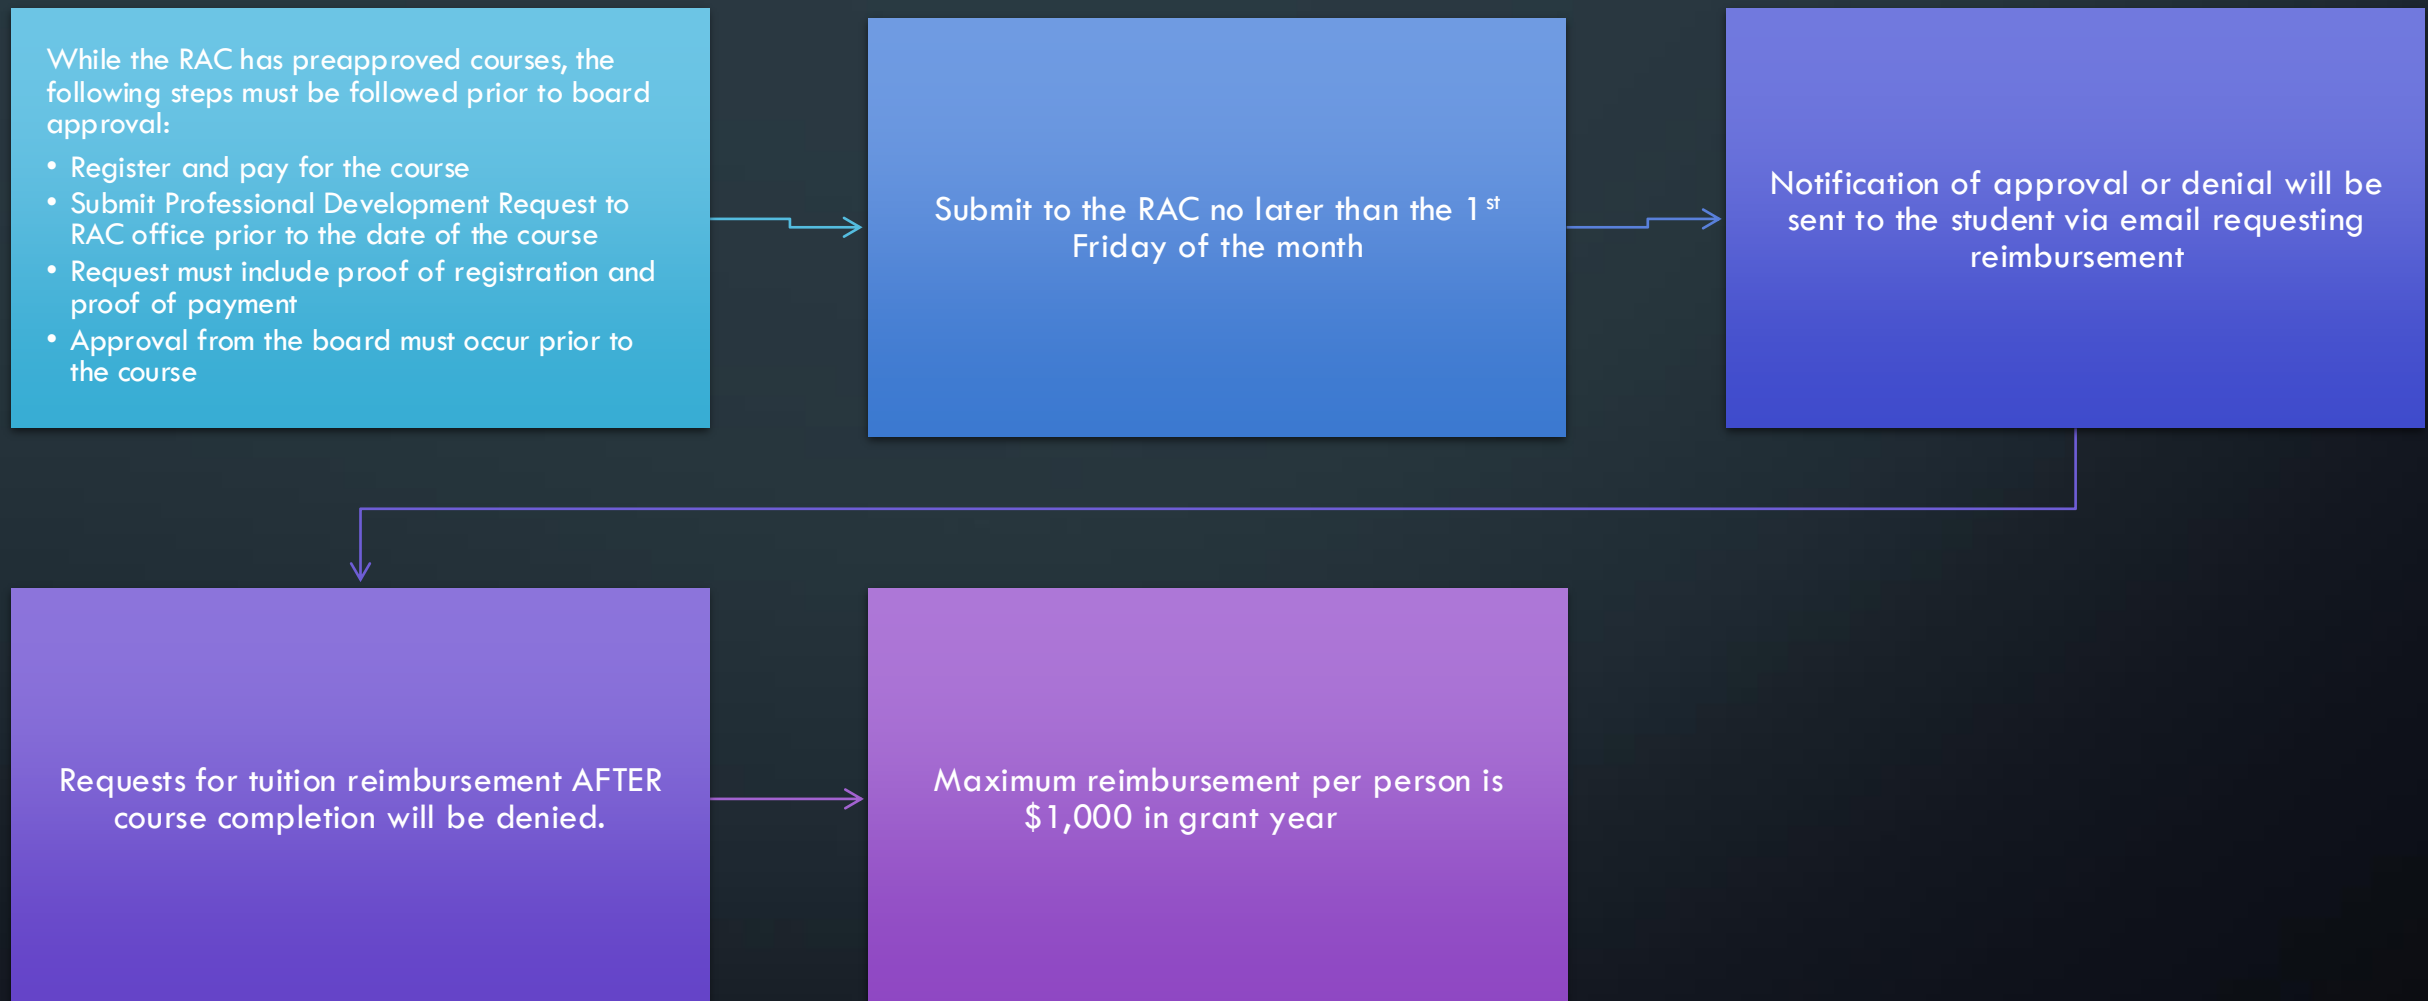 While the RAC has preapproved courses, the
following steps must be followed prior to board
approval:
• Register and pay for the course
• Submit Professional Development Request to
RAC office prior to the date of the course
• Request must include proof of registration and
proof of payment
• Approval from the board must occur prior to
the course
Submit to the RAC no later than the 1st
Friday of the month
Notification of approval or denial will be
sent to the student via email requesting
reimbursement
Requests for tuition reimbursement AFTER
course completion will be denied.
Maximum reimbursement per person is
$1,000 in grant year